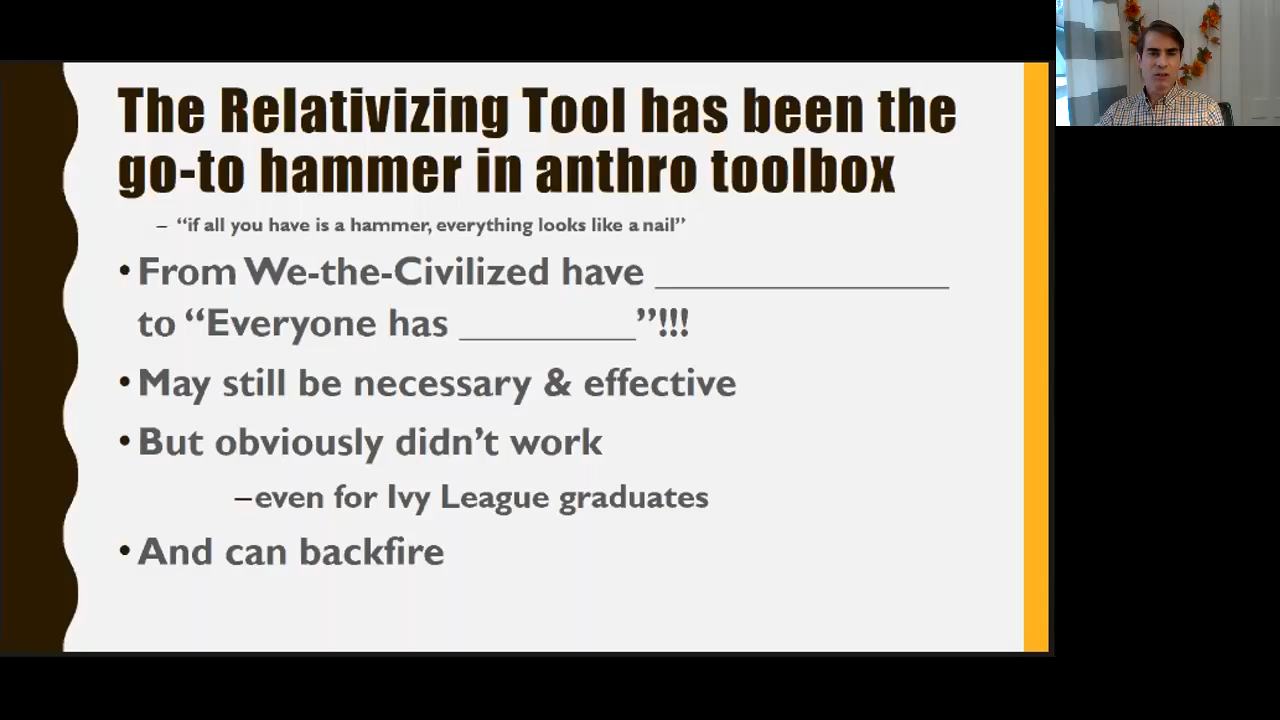 The Relativizing Tool has been the
go-to hammer in anthro toolbox
– “if all you have is a hammer, everything looks like a nail”
• From We-the-Civilized have _______________
to “Everyone has _________”!!!
• May still be necessary & effective
• But obviously didn’t work
–even for Ivy League graduates
• And can backfire